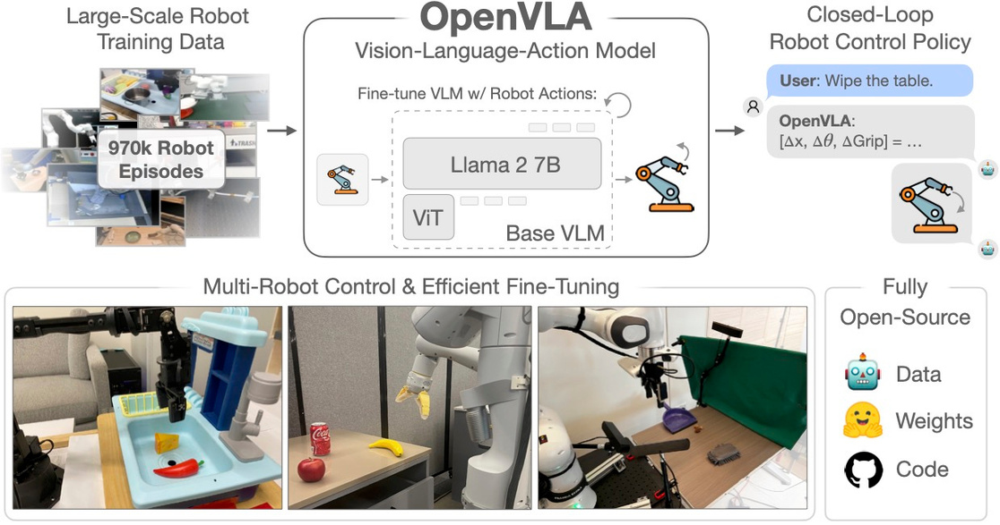 Large-Scale Robot
Training Data
970k Robot
Episodes
OpenVLA
Vision-Language-Action Model
Fine-tune VLM w/ Robot Actions:
Llama 2 7B
ViT
Base VLM
Closed-Loop
Robot Control Policy
User: Wipe the table.
OpenVLA:
[Δx, Δθ, ΔGrip] = ...
Multi-Robot Control & Efficient Fine-Tuning
Fully
Open-Source
Data
Weights
Code